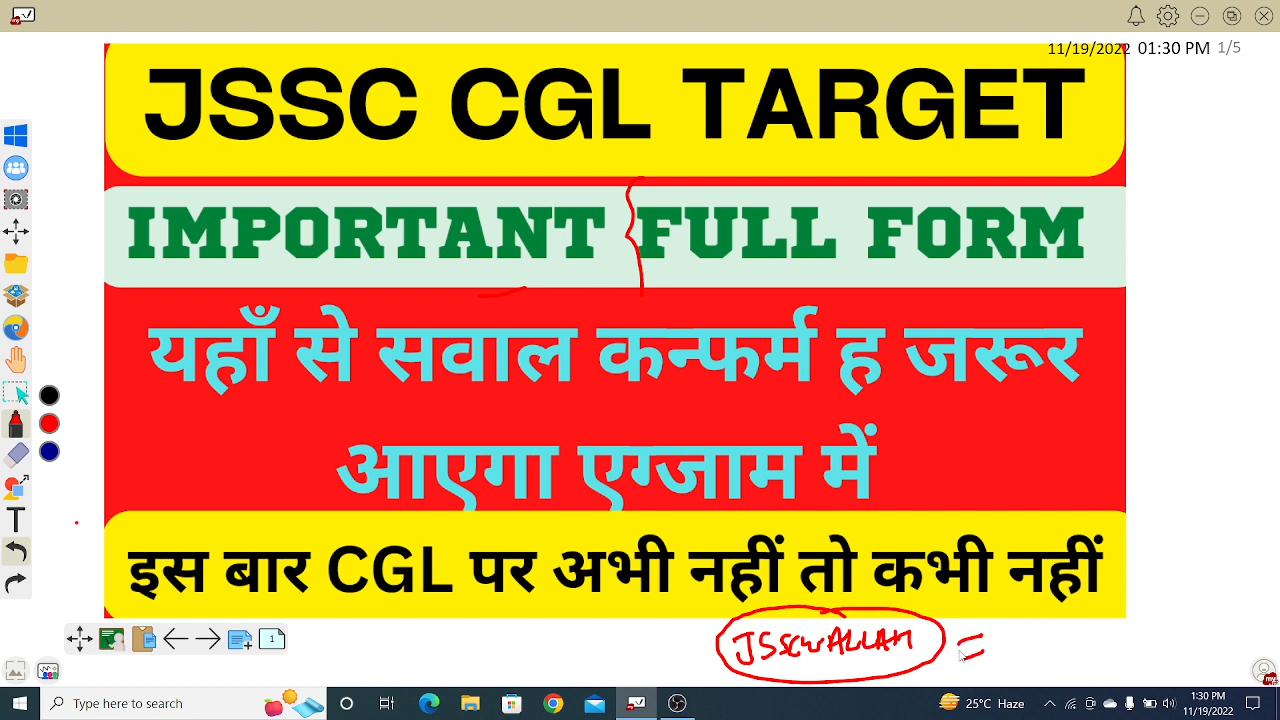 11/19/2022 01:30 PM 1/5
JSSC CGL TARGET
IMPORTANT FULL FORM
यहाँ से सवाल कन्फर्म ह जरूर
आएगा एग्जाम में
इस बार CGL पर अभी नहीं तो कभी नहीं
JSSCWALLAH =
1
Type here to search
25°C Haze
1:30 PM
11/19/2022